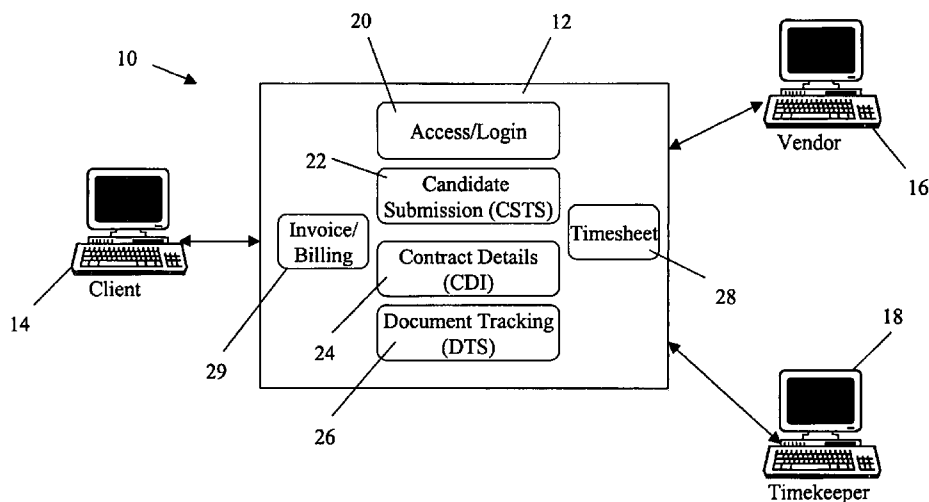 20
12
10
Access/Login
Vendor
22
16
Candidate
Submission (CSTS)
Invoice/
Billing
Timesheet
Client
Contract Details
(CDI)
14
28
Document Tracking
(DTS)
24
18
29
26
Timekeeper